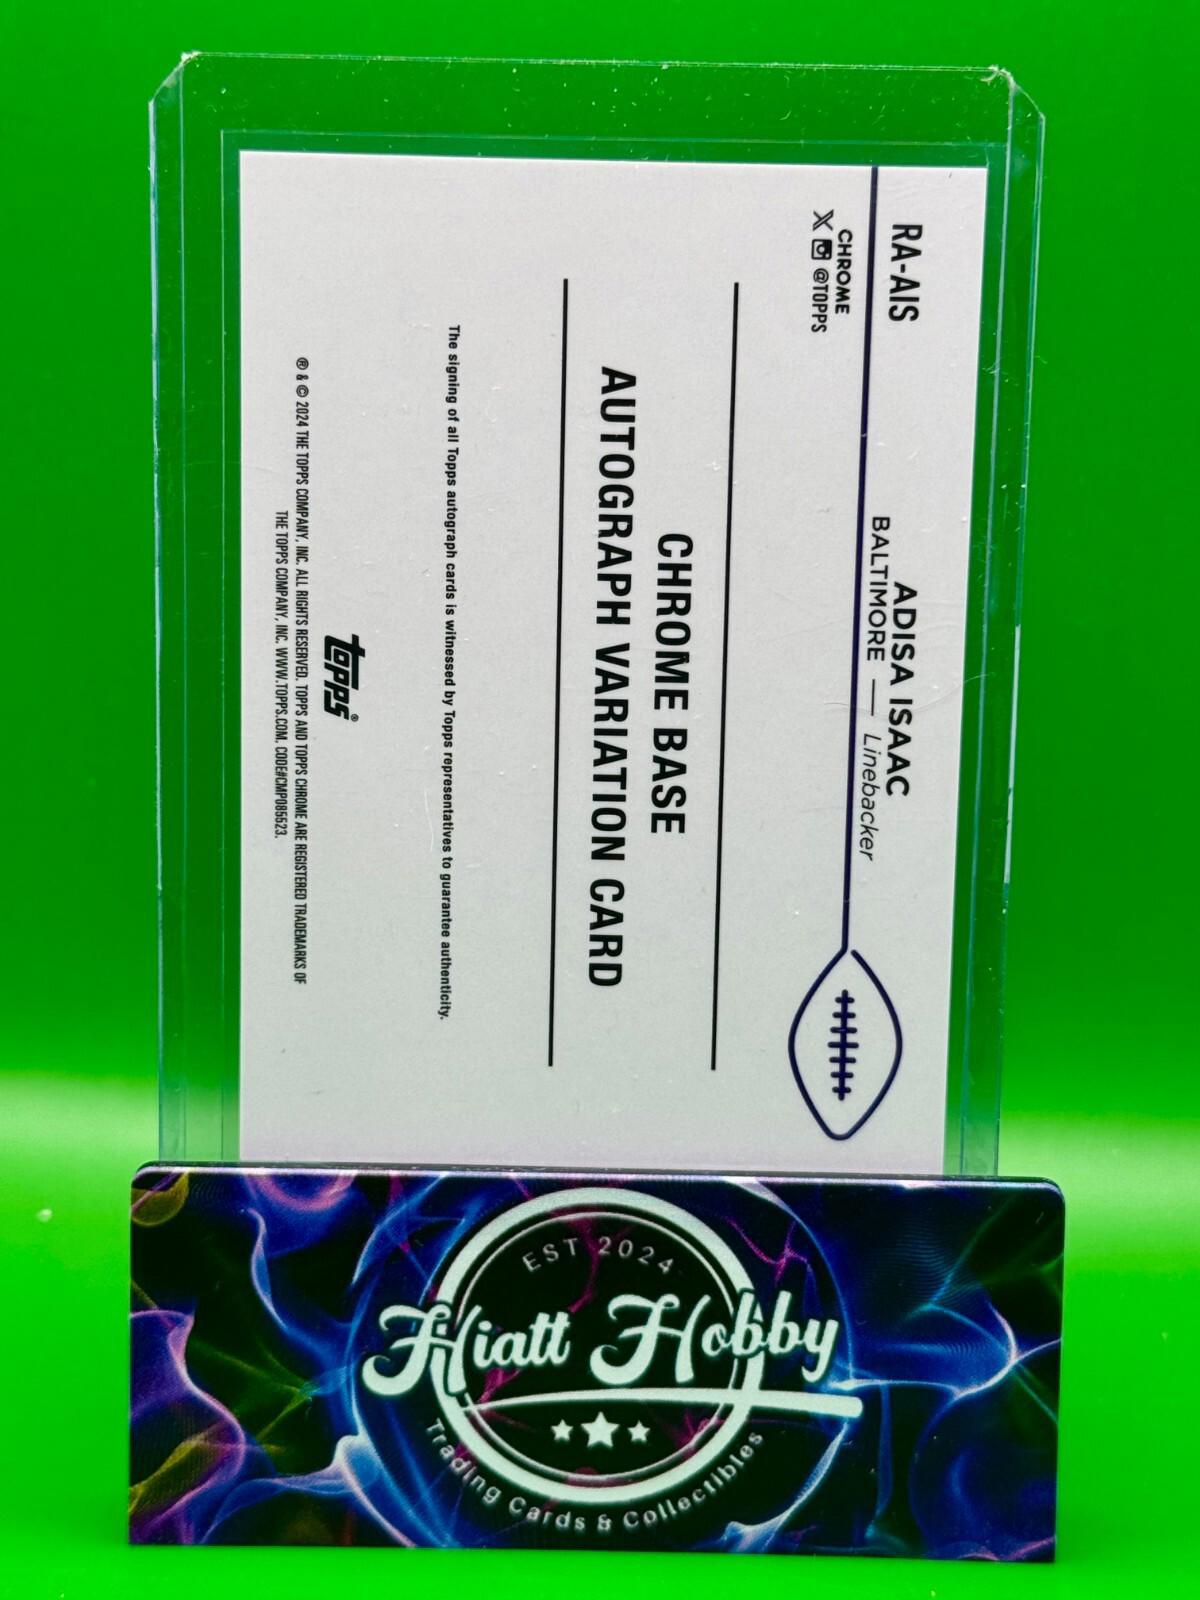 RA-AIS
ADISA ISAAC
BALTIMORE — Linebacker
CHROME
X @TOPPS
CHROME BASE
AUTOGRAPH VARIATION CARD
The signing of all Topps autograph cards is witnessed by Topps representatives to guarantee authenticity.
topps®
® & © 2024 THE TOPPS COMPANY, INC. ALL RIGHTS RESERVED. TOPPS AND TOPPS CHROME ARE REGISTERED TRADEMARKS OF
THE TOPPS COMPANY, INC. WWW.TOPPS.COM. CODE#CMP085523.
EST 2024
Hiatt Hobby
Trading Cards & Collectibles